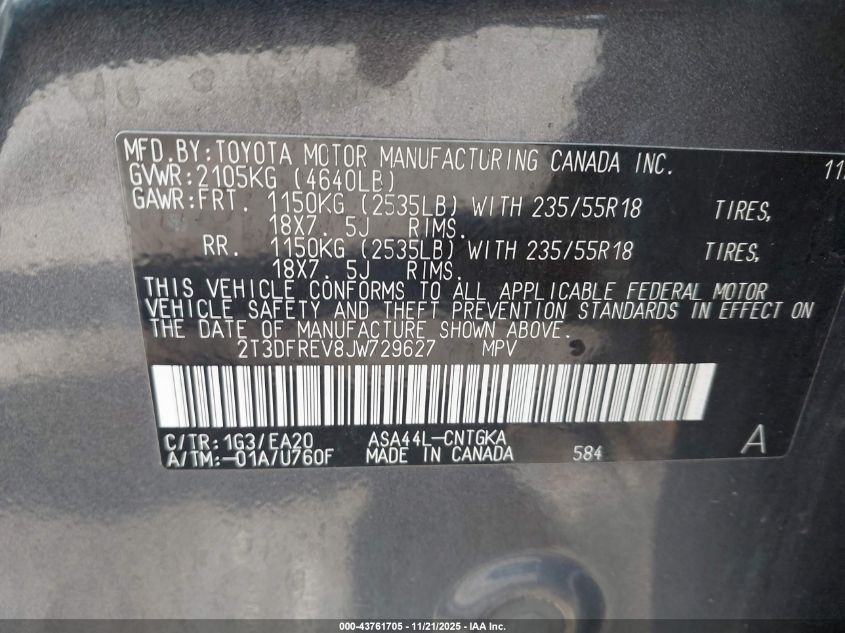 MFD.BY:TOYOTA MOTOR MANUFACTURING CANADA INC. 11
GVWR:2105KG (4640LB)
GAWR:FRT. 1150KG (2535LB) WITH 235/55R18 TIRES,
18X7. 5J RIMS.
RR. 1150KG (2535LB) WITH 235/55R18 TIRES,
18X7. 5J RIMS.
THIS VEHICLE CONFORMS TO ALL APPLICABLE FEDERAL MOTOR
VEHICLE SAFETY AND THEFT PREVENTION STANDARDS IN EFFECT ON
THE DATE OF MANUFACTURE SHOWN ABOVE.
2T3DFREV8JW729627 MPV
C/TR:1G3/EA20 ASA44L-CNTGKA A
A/TM:-01A/U760F MADE IN CANADA 584
000-43761705 - 11/21/2025 - IAA Inc.